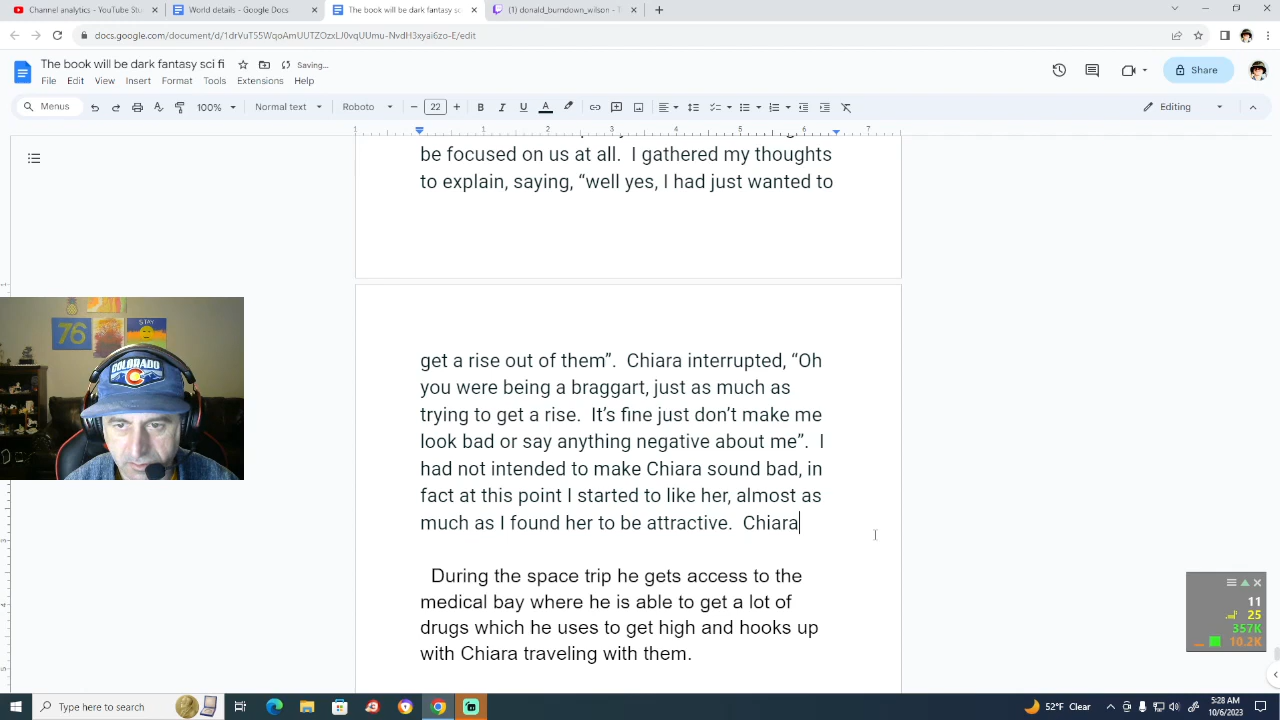 Channel analytics - YouTube Stu
World details - Google Docs
The book will be dark fantasy sc
(1) donald_burndown_wilson - T
docs.google.com/document/d/1drVuTS5WqoAmUUTZOzxLJ0vqUUmu-NvdH3xyai6zo-E/edit
The book will be dark fantasy sci fi
Saving…
File Edit View Insert Format Tools Extensions Help
Share
Menus
100%
Normal text
Roboto
22
Editing
1 1 2 3 4 5 6 7
be focused on us at all. I gathered my thoughts
to explain, saying, “well yes, I had just wanted to
get a rise out of them”. Chiara interrupted, “Oh
you were being a braggart, just as much as
trying to get a rise. It’s fine just don’t make me
look bad or say anything negative about me”. I
had not intended to make Chiara sound bad, in
fact at this point I started to like her, almost as
much as I found her to be attractive. Chiara
During the space trip he gets access to the
medical bay where he is able to get a lot of
drugs which he uses to get high and hooks up
with Chiara traveling with them.
76
STAY
COLORADO
11
25
357K
10.2K
Type here to search
52°F Clear
5:28 AM
10/6/2023